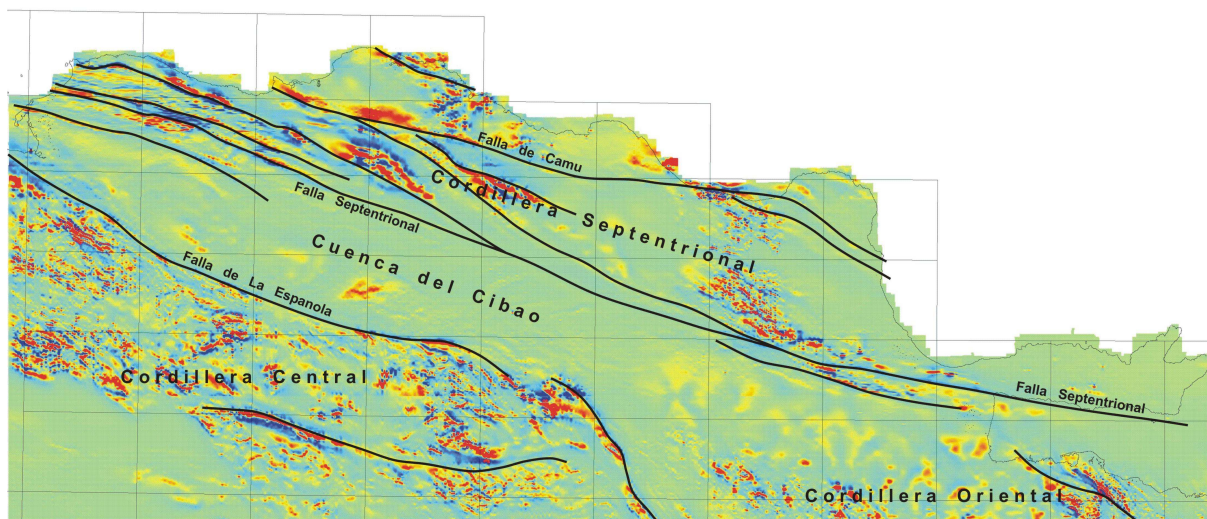 Falla de Camu
Cordillera Septentrional
Falla Septentrional
Cuenca del Cibao
Falla de La Espanola
Cordillera Central
Falla Septentrional
Cordillera Oriental